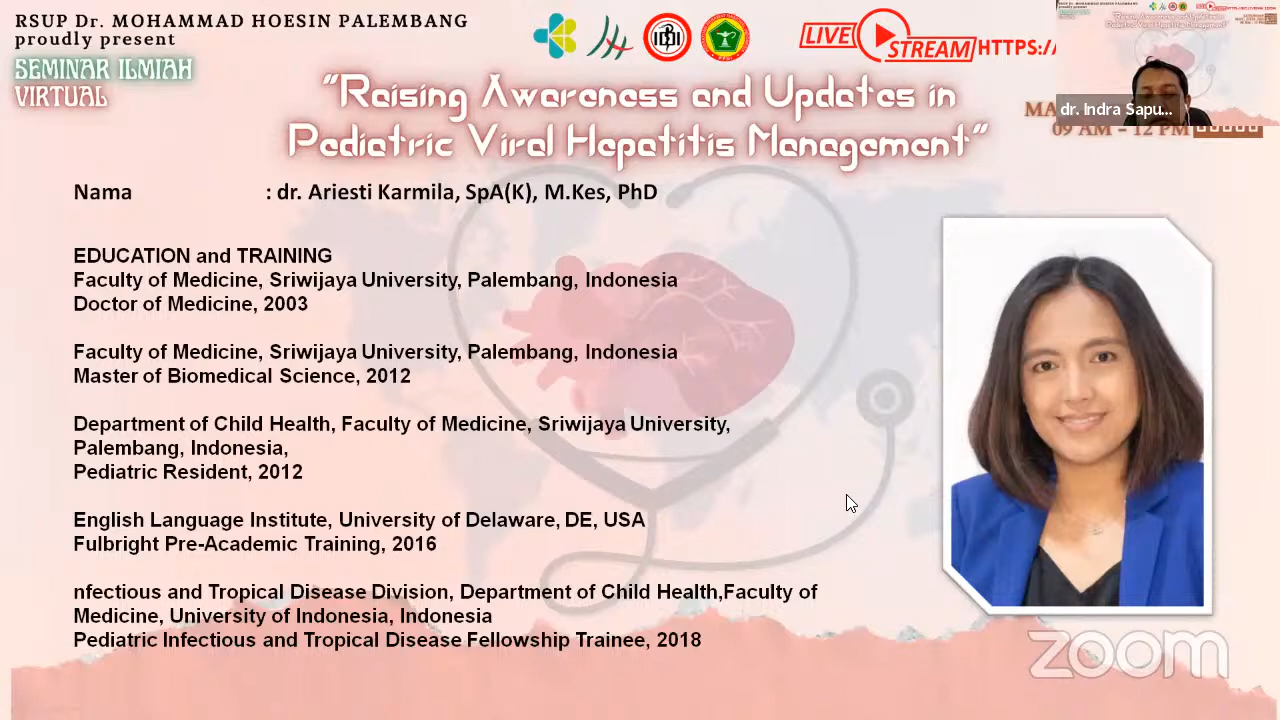 RSUP Dr. MOHAMMAD HOESIN PALEMBANG
proudly present
SEMINAR ILMIAH
VIRTUAL
LIVE
STREAM
HTTPS:/
"Raising Awareness and Updates in
Pediatric Viral Hepatitis Management"
MA
09 AM - 12 PM
dr. Indra Sapu...
Nama : dr. Ariesti Karmila, SpA(K), M.Kes, PhD
EDUCATION and TRAINING
Faculty of Medicine, Sriwijaya University, Palembang, Indonesia
Doctor of Medicine, 2003
Faculty of Medicine, Sriwijaya University, Palembang, Indonesia
Master of Biomedical Science, 2012
Department of Child Health, Faculty of Medicine, Sriwijaya University,
Palembang, Indonesia,
Pediatric Resident, 2012
English Language Institute, University of Delaware, DE, USA
Fulbright Pre-Academic Training, 2016
nfectious and Tropical Disease Division, Department of Child Health,Faculty of
Medicine, University of Indonesia, Indonesia
Pediatric Infectious and Tropical Disease Fellowship Trainee, 2018
zoom